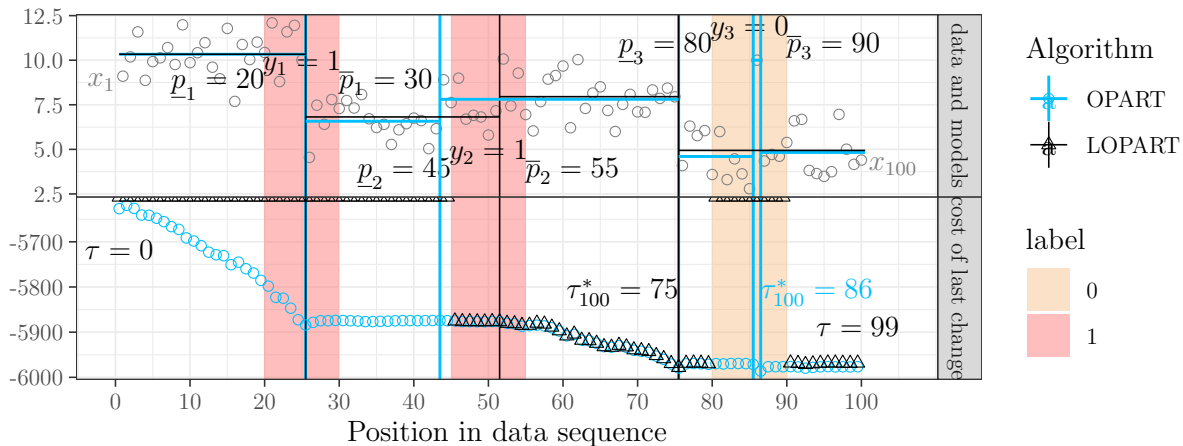 12.5
10.0
7.5
5.0
2.5
x₁
p̲₁ = 20
y₁ = 1
p̅₁ = 30
p̲₂ = 45
y₂ = 1
p̅₂ = 55
p̲₃ = 80
y₃ = 0
p̅₃ = 90
x₁₀₀
data and models
-5700
-5800
-5900
-6000
τ = 0
τ*₁₀₀ = 75
τ*₁₀₀ = 86
τ = 99
cost of last change
0 10 20 30 40 50 60 70 80 90 100
Position in data sequence
Algorithm
a OPART
a LOPART
label
0
1